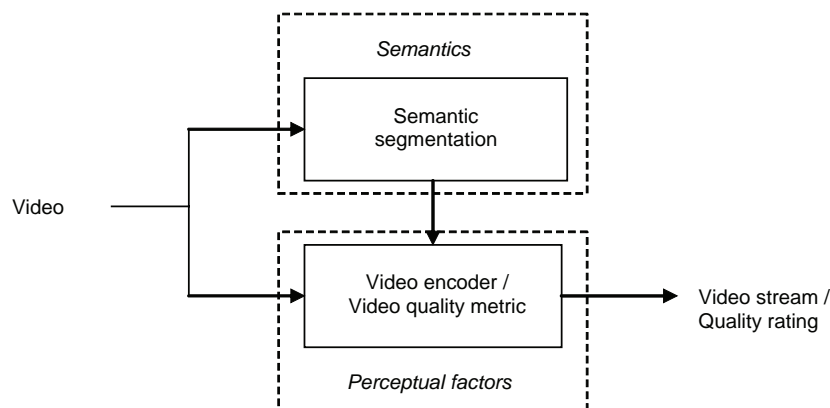 Semantics
Semantic
segmentation
Video
Video encoder /
Video quality metric
Video stream /
Quality rating
Perceptual factors